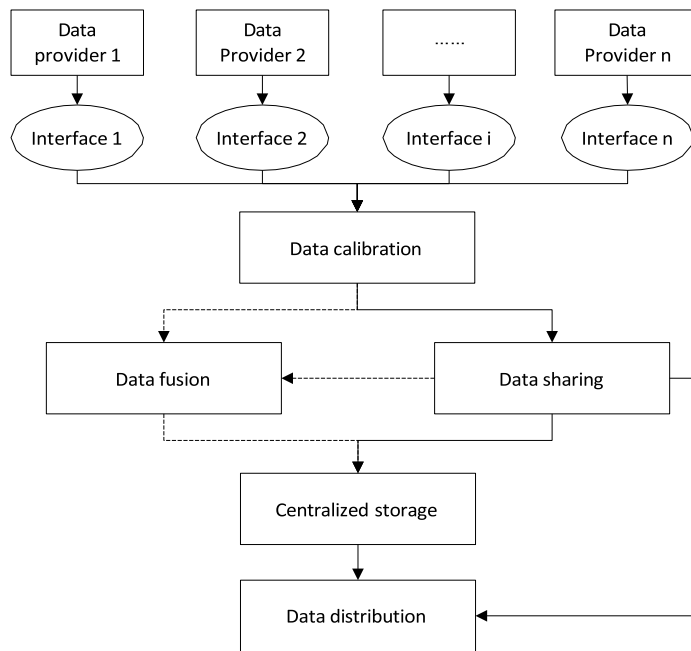 Data
provider 1
Data
Provider 2
......
Data
Provider n
Interface 1
Interface 2
Interface i
Interface n
Data calibration
Data fusion
Data sharing
Centralized storage
Data distribution